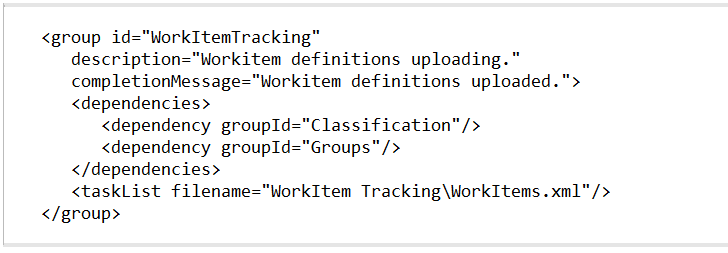 <group id="WorkItemTracking"
description="Workitem definitions uploading."
completionMessage="Workitem definitions uploaded.">
<dependencies>
<dependency groupId="Classification"/>
<dependency groupId="Groups"/>
</dependencies>
<taskList filename="WorkItem Tracking\WorkItems.xml"/>
</group>